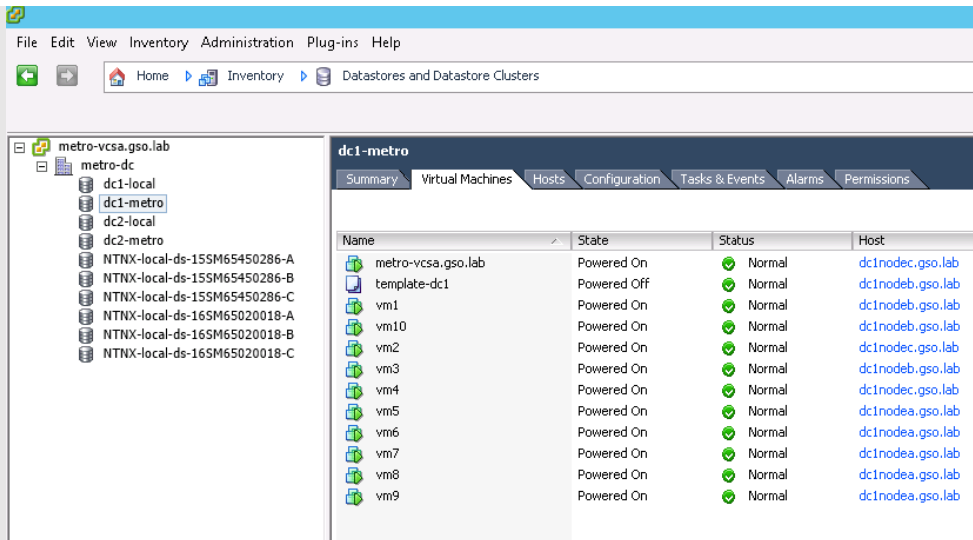 File Edit View Inventory Administration Plug-ins Help
Home Inventory Datastores and Datastore Clusters
metro-vcsa.gso.lab
metro-dc
dc1-local
dc1-metro
dc2-local
dc2-metro
NTNX-local-ds-15SM65450286-A
NTNX-local-ds-15SM65450286-B
NTNX-local-ds-15SM65450286-C
NTNX-local-ds-16SM65020018-A
NTNX-local-ds-16SM65020018-B
NTNX-local-ds-16SM65020018-C
dc1-metro
Summary Virtual Machines Hosts Configuration Tasks & Events Alarms Permissions
Name State Status Host
metro-vcsa.gso.lab Powered On Normal dc1nodec.gso.lab
template-dc1 Powered Off Normal dc1nodeb.gso.lab
vm1 Powered On Normal dc1nodeb.gso.lab
vm10 Powered On Normal dc1nodeb.gso.lab
vm2 Powered On Normal dc1nodec.gso.lab
vm3 Powered On Normal dc1nodeb.gso.lab
vm4 Powered On Normal dc1nodec.gso.lab
vm5 Powered On Normal dc1nodea.gso.lab
vm6 Powered On Normal dc1nodea.gso.lab
vm7 Powered On Normal dc1nodea.gso.lab
vm8 Powered On Normal dc1nodea.gso.lab
vm9 Powered On Normal dc1nodea.gso.lab